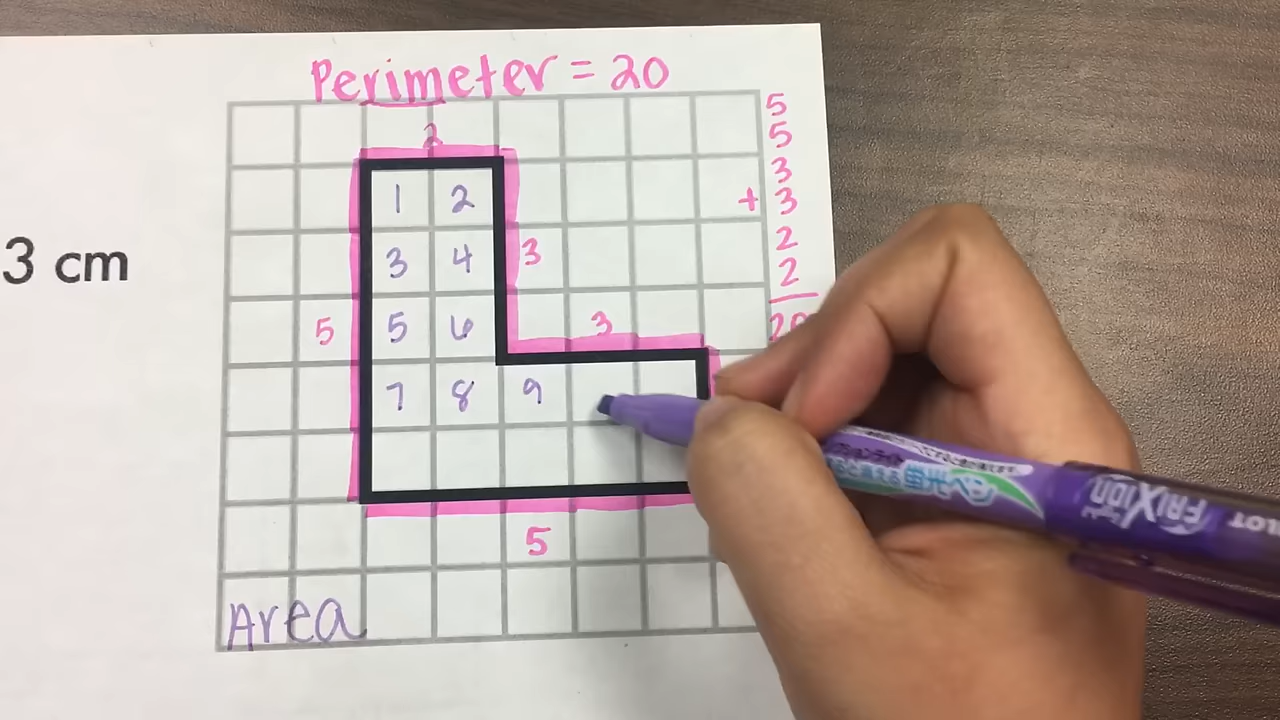 Perimeter = 20
2
5
5
3
+ 3
2
2
20
3 cm
1 2
3 4
3
5
5 6
3
7 8 9
5
Area
PILOT
FRIXION